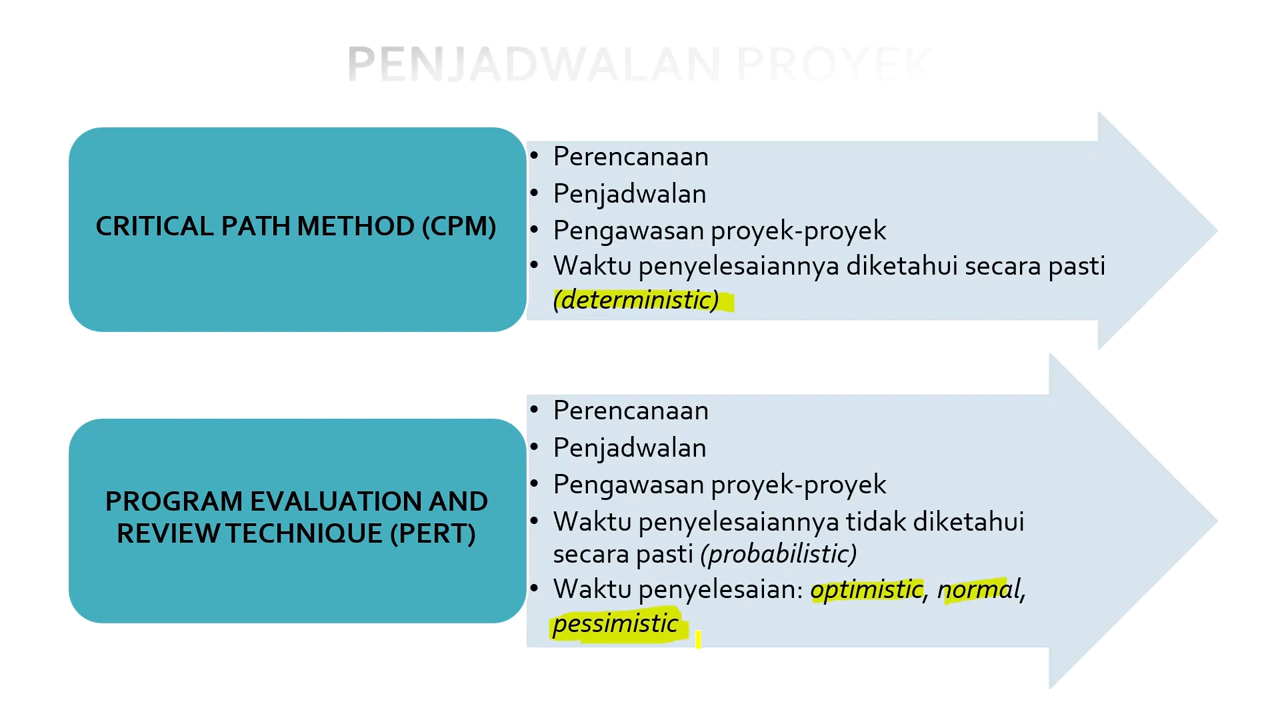 PENJADWALAN PROYEK
CRITICAL PATH METHOD (CPM)
• Perencanaan
• Penjadwalan
• Pengawasan proyek-proyek
• Waktu penyelesaiannya diketahui secara pasti
(deterministic)
PROGRAM EVALUATION AND
REVIEW TECHNIQUE (PERT)
• Perencanaan
• Penjadwalan
• Pengawasan proyek-proyek
• Waktu penyelesaiannya tidak diketahui
secara pasti (probabilistic)
• Waktu penyelesaian: optimistic, normal,
pessimistic